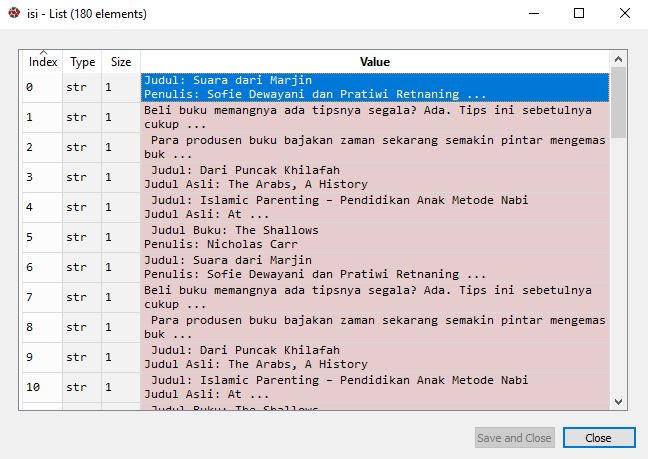 isi - List (180 elements)
Index Type Size Value
0 str 1 Judul: Suara dari Marjin
Penulis: Sofie Dewayani dan Pratiwi Retnaning ...
1 str 1 Beli buku memangnya ada tipsnya segala? Ada. Tips ini sebetulnya
cukup ...
2 str 1 Para produsen buku bajakan zaman sekarang semakin pintar mengemas
buk ...
3 str 1 Judul: Dari Puncak Khilafah
Judul Asli: The Arabs, A History
4 str 1 Judul: Islamic Parenting – Pendidikan Anak Metode Nabi
Judul Asli: At ...
5 str 1 Judul Buku: The Shallows
Penulis: Nicholas Carr
6 str 1 Judul: Suara dari Marjin
Penulis: Sofie Dewayani dan Pratiwi Retnaning ...
7 str 1 Beli buku memangnya ada tipsnya segala? Ada. Tips ini sebetulnya
cukup ...
8 str 1 Para produsen buku bajakan zaman sekarang semakin pintar mengemas
buk ...
9 str 1 Judul: Dari Puncak Khilafah
Judul Asli: The Arabs, A History
10 str 1 Judul: Islamic Parenting – Pendidikan Anak Metode Nabi
Judul Asli: At ...
Judul Buku: The Shallows
Save and Close Close